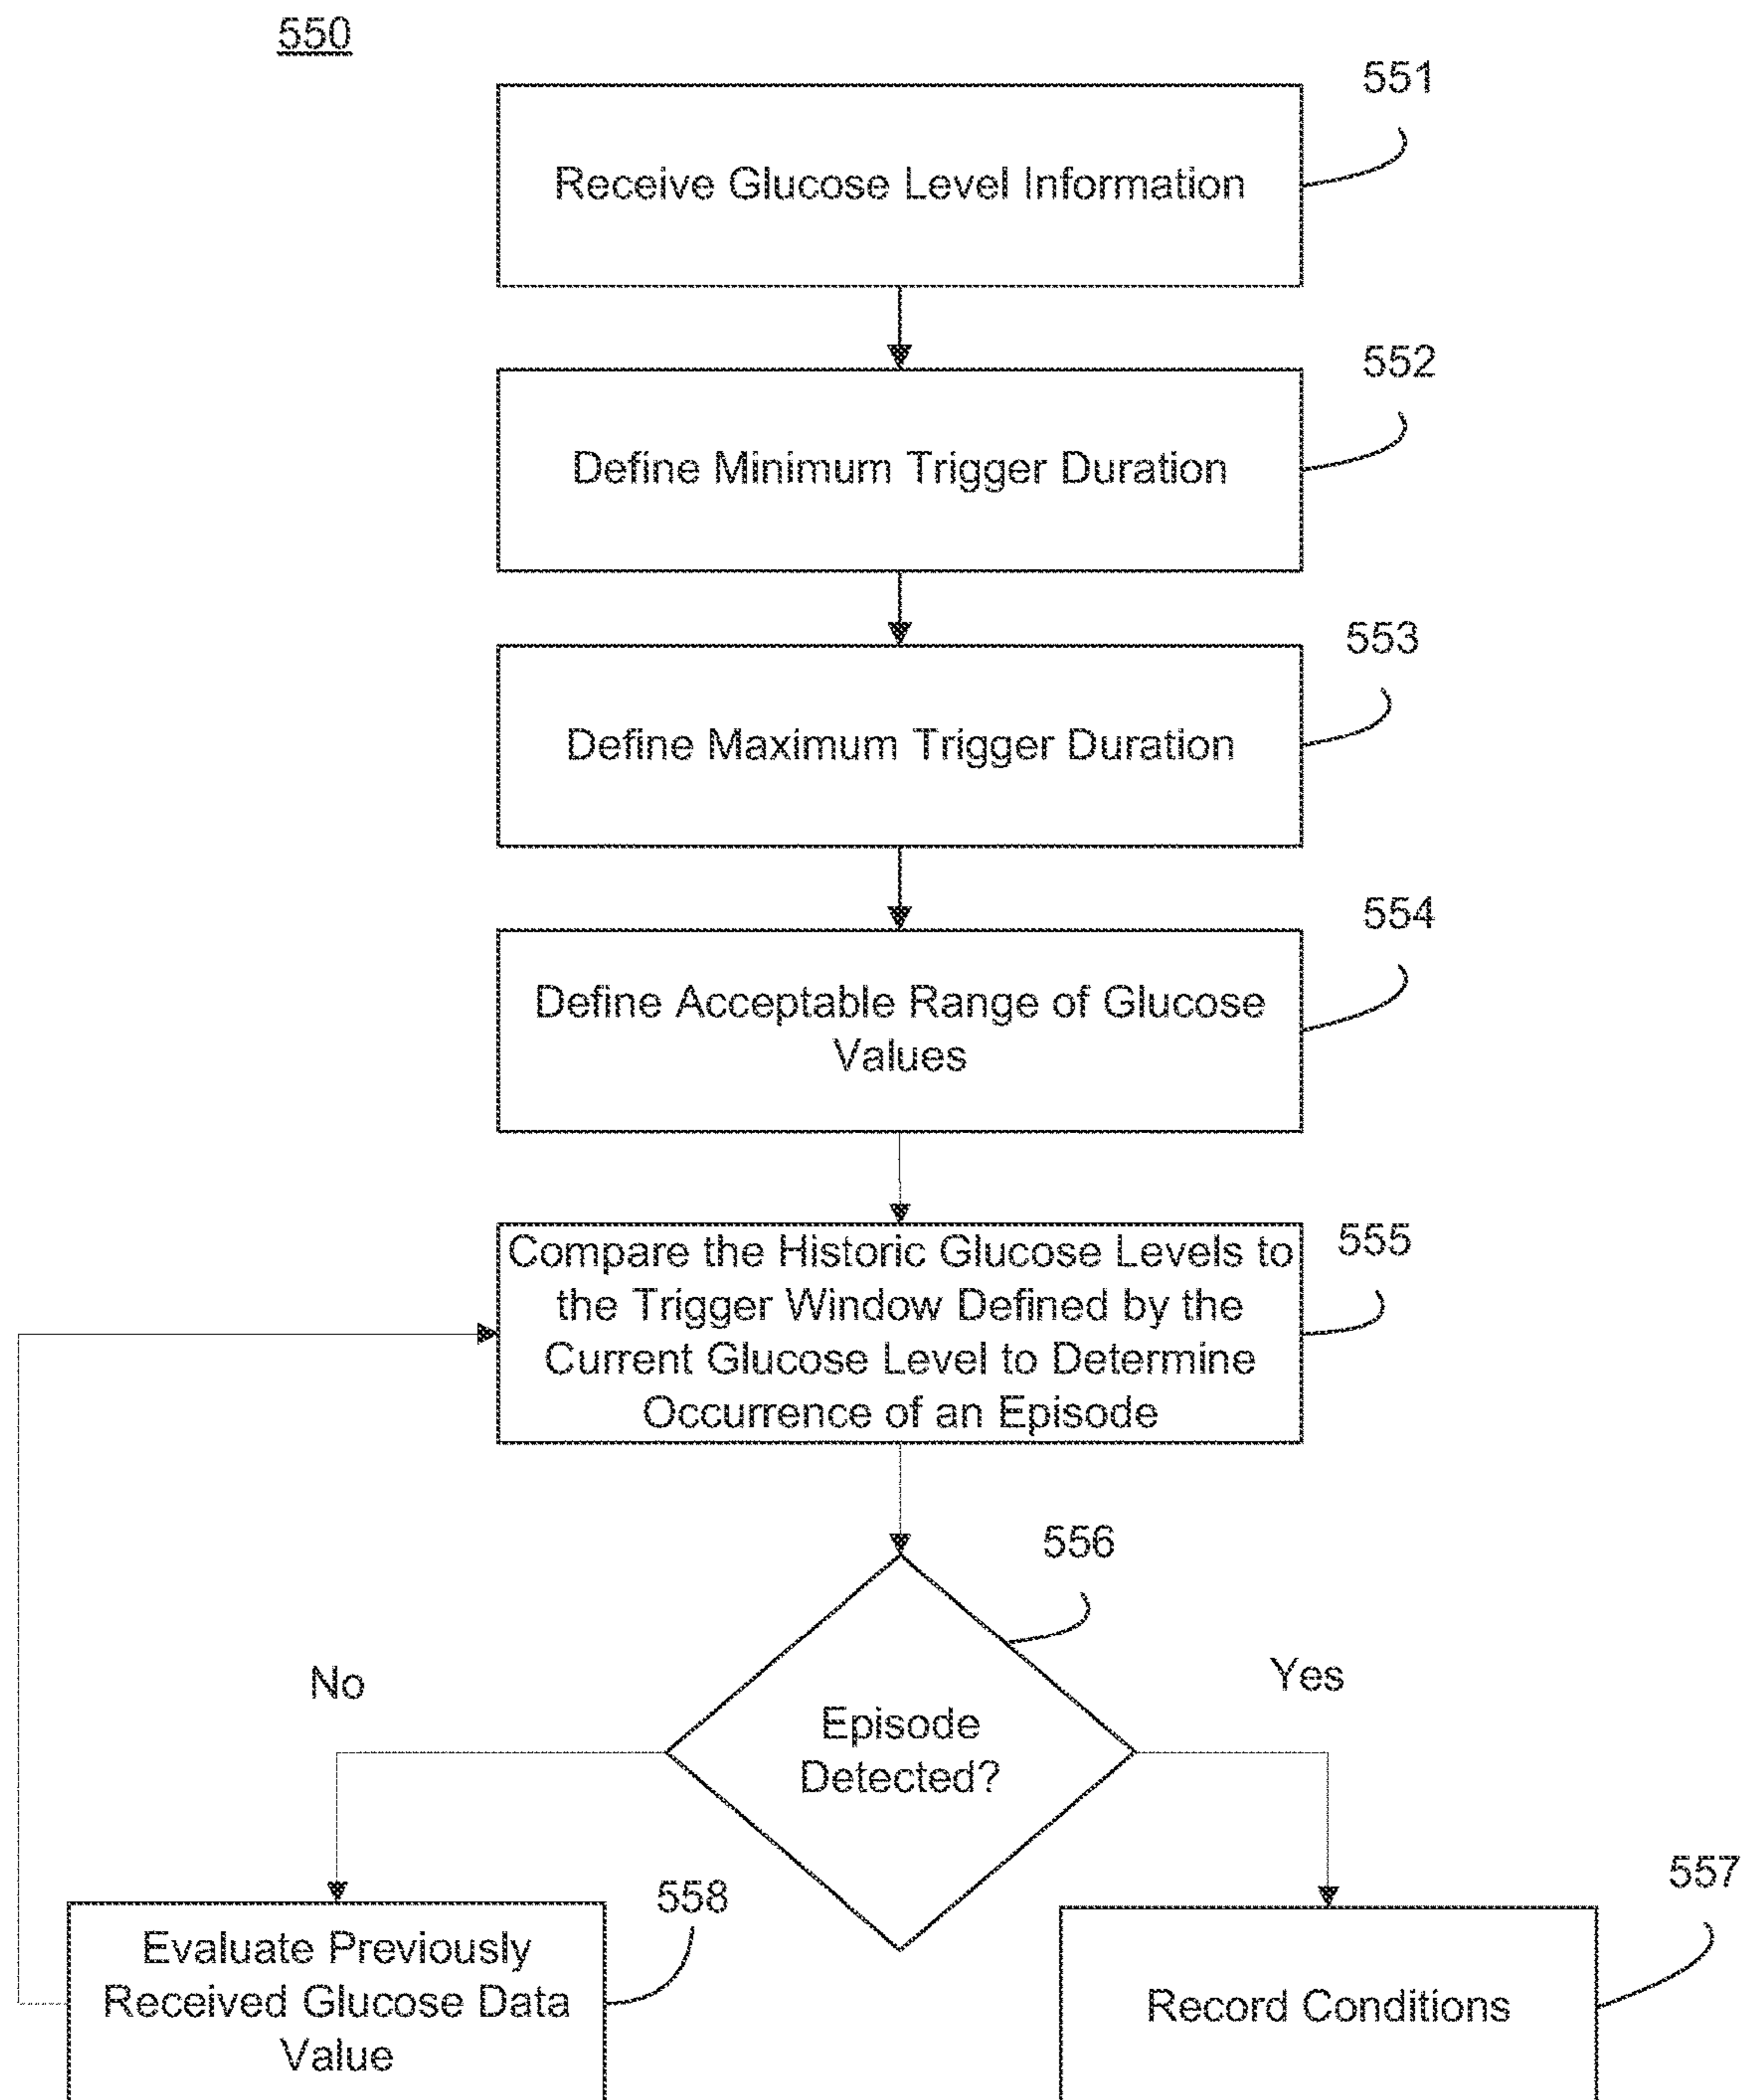 550
551
Receive Glucose Level Information
552
Define Minimum Trigger Duration
553
Define Maximum Trigger Duration
554
Define Acceptable Range of Glucose
Values
555
Compare the Historic Glucose Levels to
the Trigger Window Defined by the
Current Glucose Level to Determine
Occurrence of an Episode
556
No
Yes
Episode
Detected?
558
557
Evaluate Previously
Received Glucose Data
Value
Record Conditions